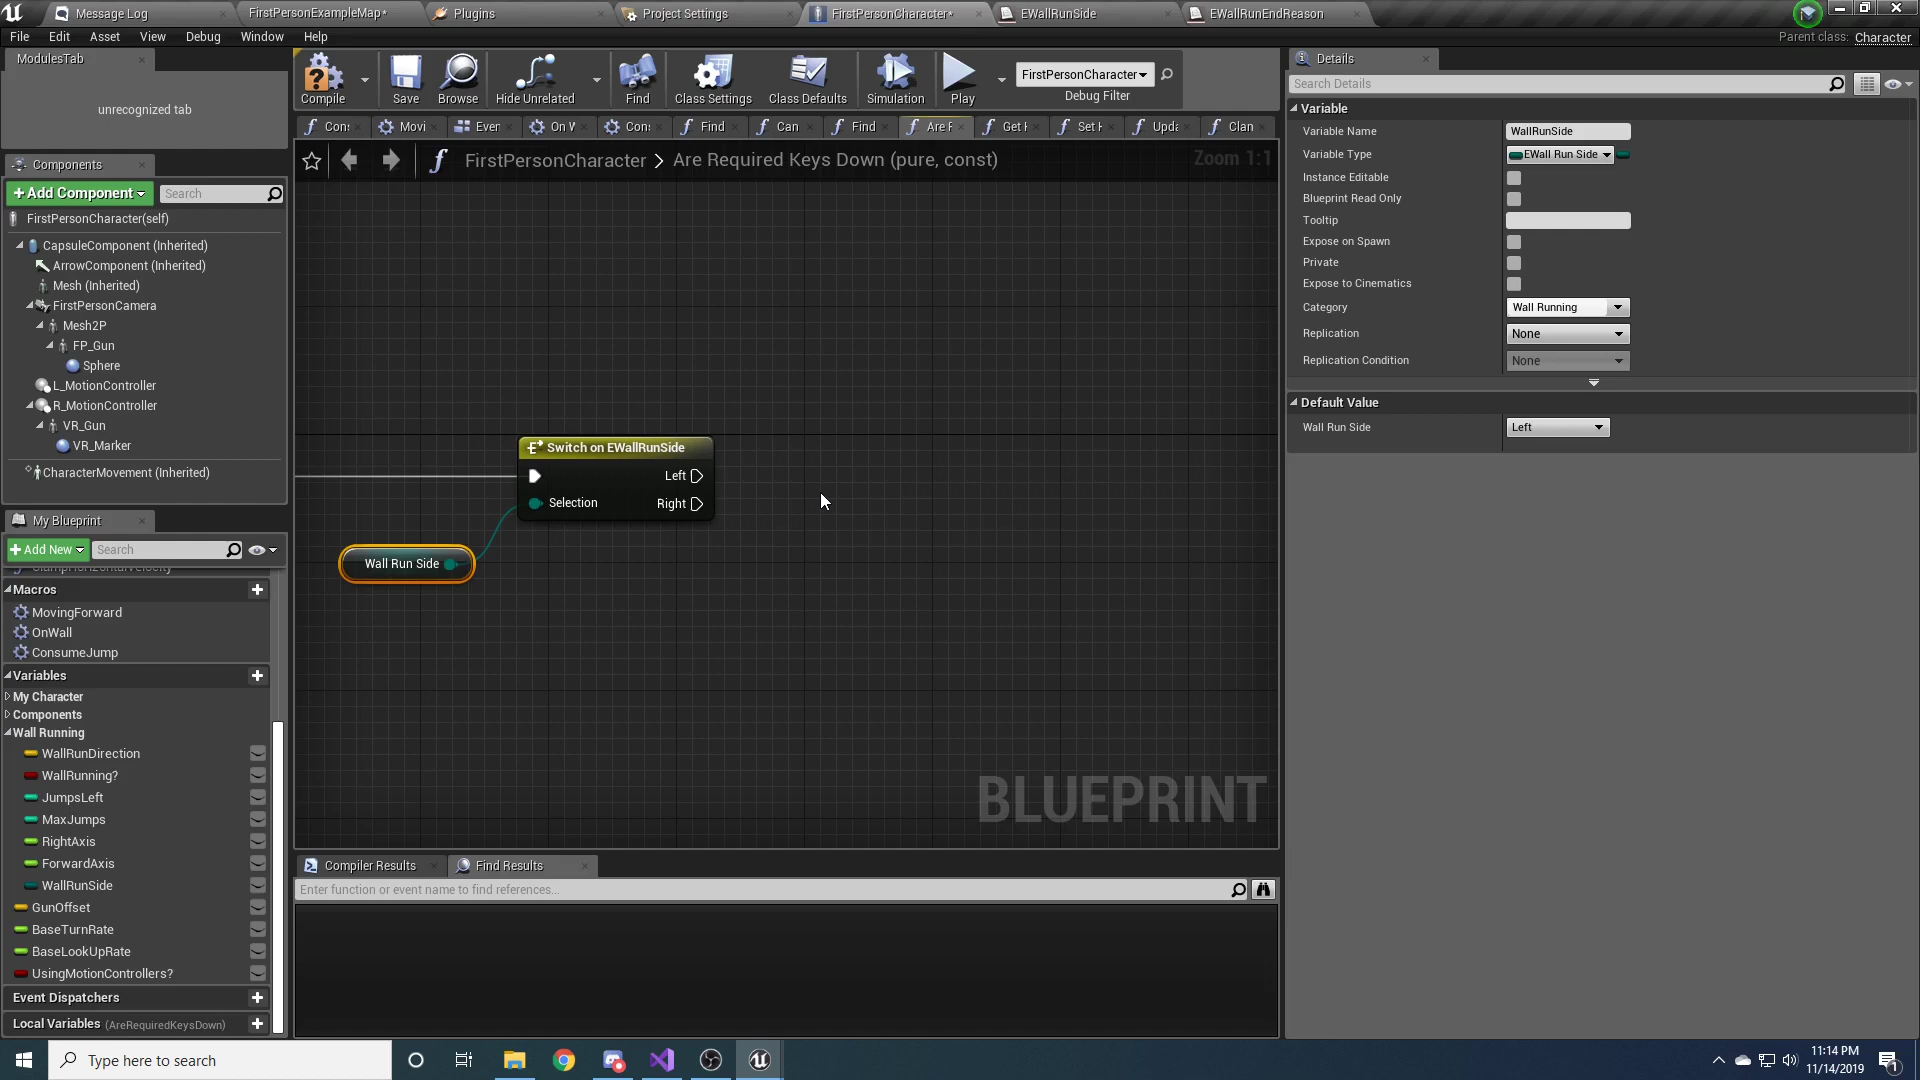 Message Log
FirstPersonExampleMap*
Plugins
Project Settings
FirstPersonCharacter*
EWallRunSide
EWallRunEndReason
File Edit Asset View Debug Window Help
Parent class: Character
ModulesTab
unrecognized tab
Components
+Add Component
Search
FirstPersonCharacter(self)
CapsuleComponent (Inherited)
ArrowComponent (Inherited)
Mesh (Inherited)
FirstPersonCamera
Mesh2P
FP_Gun
Sphere
L_MotionController
R_MotionController
VR_Gun
VR_Marker
CharacterMovement (Inherited)
My Blueprint
+Add New
Search
ClampHorizontalVelocity
Macros
MovingForward
OnWall
ConsumeJump
Variables
My Character
Components
Wall Running
WallRunDirection
WallRunning?
JumpsLeft
MaxJumps
RightAxis
ForwardAxis
WallRunSide
GunOffset
BaseTurnRate
BaseLookUpRate
UsingMotionControllers?
Event Dispatchers
Local Variables (AreRequiredKeysDown)
Compile
Save
Browse
Hide Unrelated
Find
Class Settings
Class Defaults
Simulation
Play
FirstPersonCharacter
Debug Filter
Con
Movi
Ever
On W
Cons
Find
Can
Find
Are F
Get
Set
Upda
Clan
FirstPersonCharacter > Are Required Keys Down (pure, const)
Zoom 1:1
Switch on EWallRunSide
Left
Selection
Right
Wall Run Side
BLUEPRINT
Compiler Results
Find Results
Enter function or event name to find references...
Details
Search Details
Variable
Variable Name WallRunSide
Variable Type EWall Run Side
Instance Editable
Blueprint Read Only
Tooltip
Expose on Spawn
Private
Expose to Cinematics
Category Wall Running
Replication None
Replication Condition None
Default Value
Wall Run Side Left
Type here to search
11:14 PM
11/14/2019
1